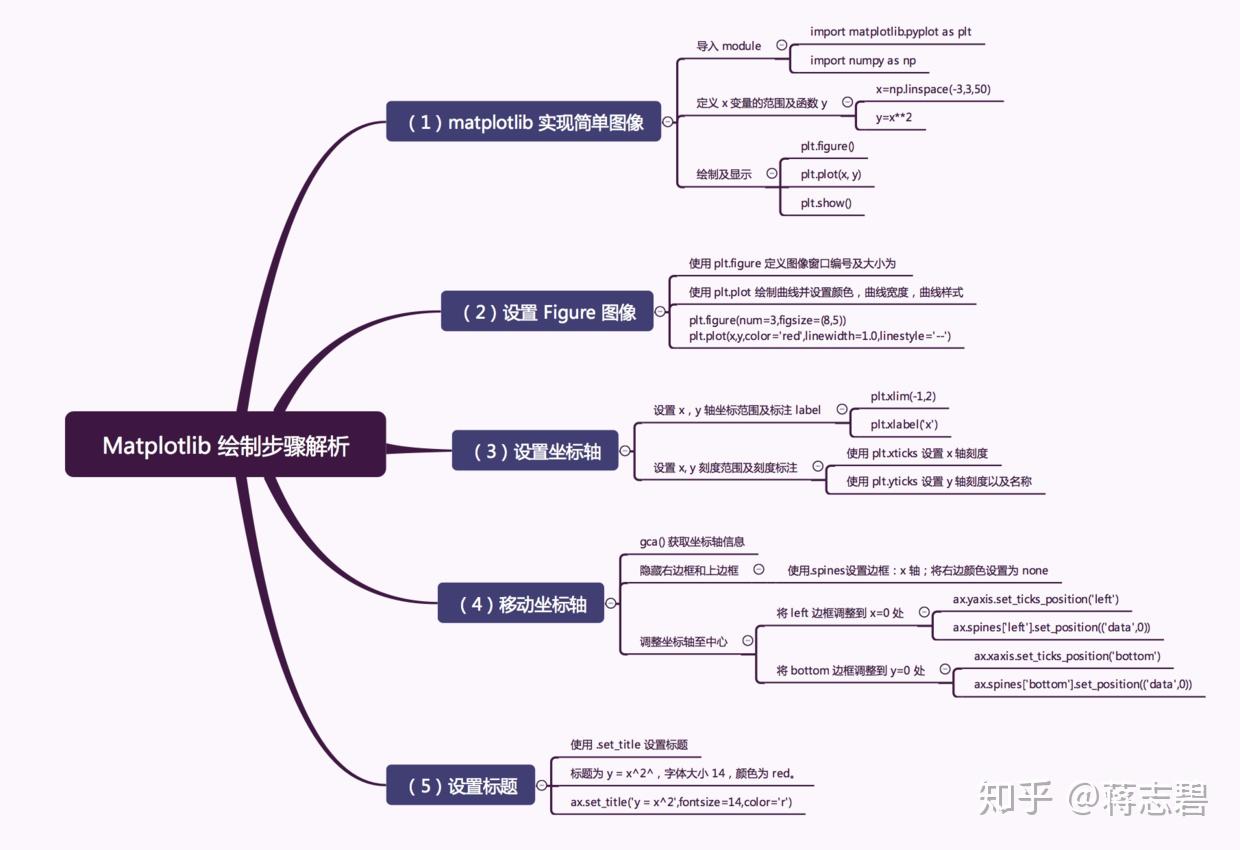 Matplotlib 绘制步骤解析
（1）matplotlib 实现简单图像
导入 module
import matplotlib.pyplot as plt
import numpy as np
定义 x 变量的范围及函数 y
x=np.linspace(-3,3,50)
y=x**2
绘制及显示
plt.figure()
plt.plot(x, y)
plt.show()
（2）设置 Figure 图像
使用 plt.figure 定义图像窗口编号及大小为
使用 plt.plot 绘制曲线并设置颜色，曲线宽度，曲线样式
plt.figure(num=3,figsize=(8,5))
plt.plot(x,y,color='red',linewidth=1.0,linestyle='--')
（3）设置坐标轴
设置 x，y 轴坐标范围及标注 label
plt.xlim(-1,2)
plt.xlabel('x')
设置 x, y 刻度范围及刻度标注
使用 plt.xticks 设置 x 轴刻度
使用 plt.yticks 设置 y 轴刻度以及名称
（4）移动坐标轴
gca() 获取坐标轴信息
隐藏右边框和上边框
使用.spines设置边框：x 轴；将右边颜色设置为 none
调整坐标轴至中心
将 left 边框调整到 x=0 处
ax.yaxis.set_ticks_position('left')
ax.spines['left'].set_position(('data',0))
将 bottom 边框调整到 y=0 处
ax.xaxis.set_ticks_position('bottom')
ax.spines['bottom'].set_position(('data',0))
（5）设置标题
使用 .set_title 设置标题
标题为 y = x^2^，字体大小 14，颜色为 red。
ax.set_title('y = x^2',fontsize=14,color='r')
知乎 @蒋志碧